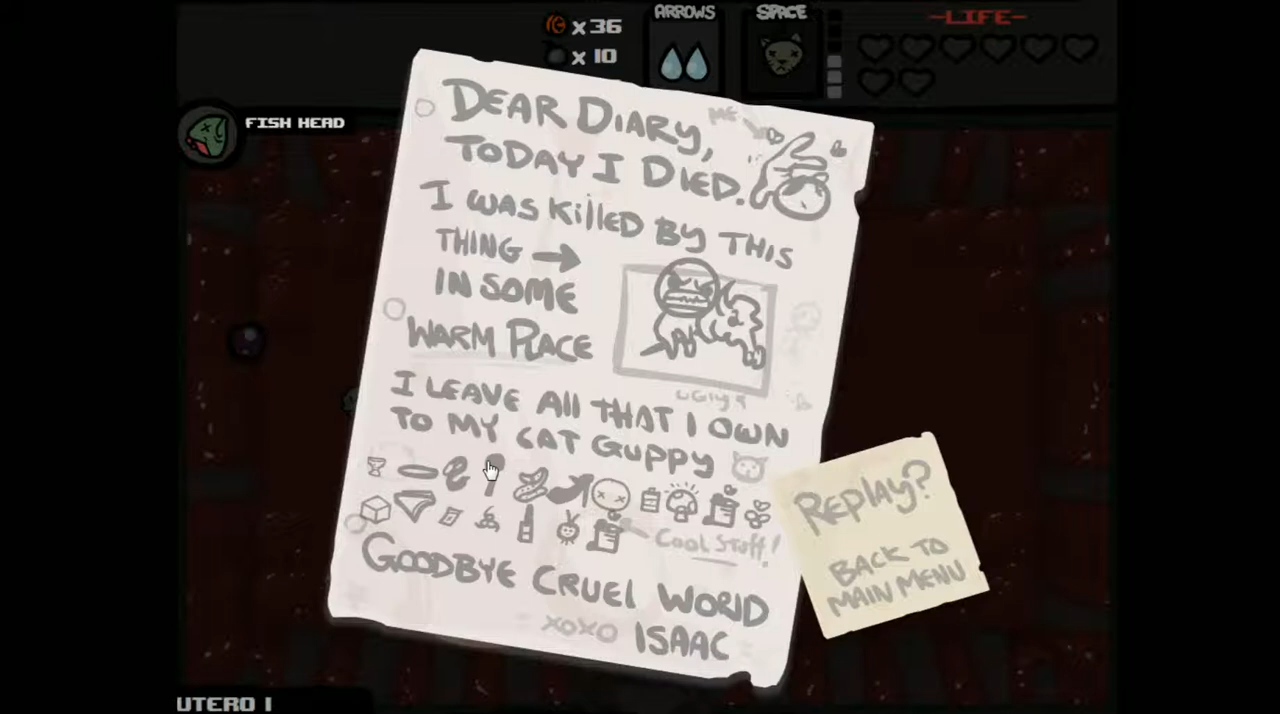 ARROWS
SPACE
-LIFE-
x36
x10
FISH HEAD
DEAR DIARY,
TODAY I DIED.
ME
I WAS KILLED BY THIS
THING →
IN SOME
WARM PLACE
UGLY
I LEAVE ALL THAT I OWN
TO MY CAT GUPPY
COOL STUFF!
GOODBYE CRUEL WORLD
XOXO ISAAC
REPLAY?
BACK TO
MAIN MENU
UTERO I